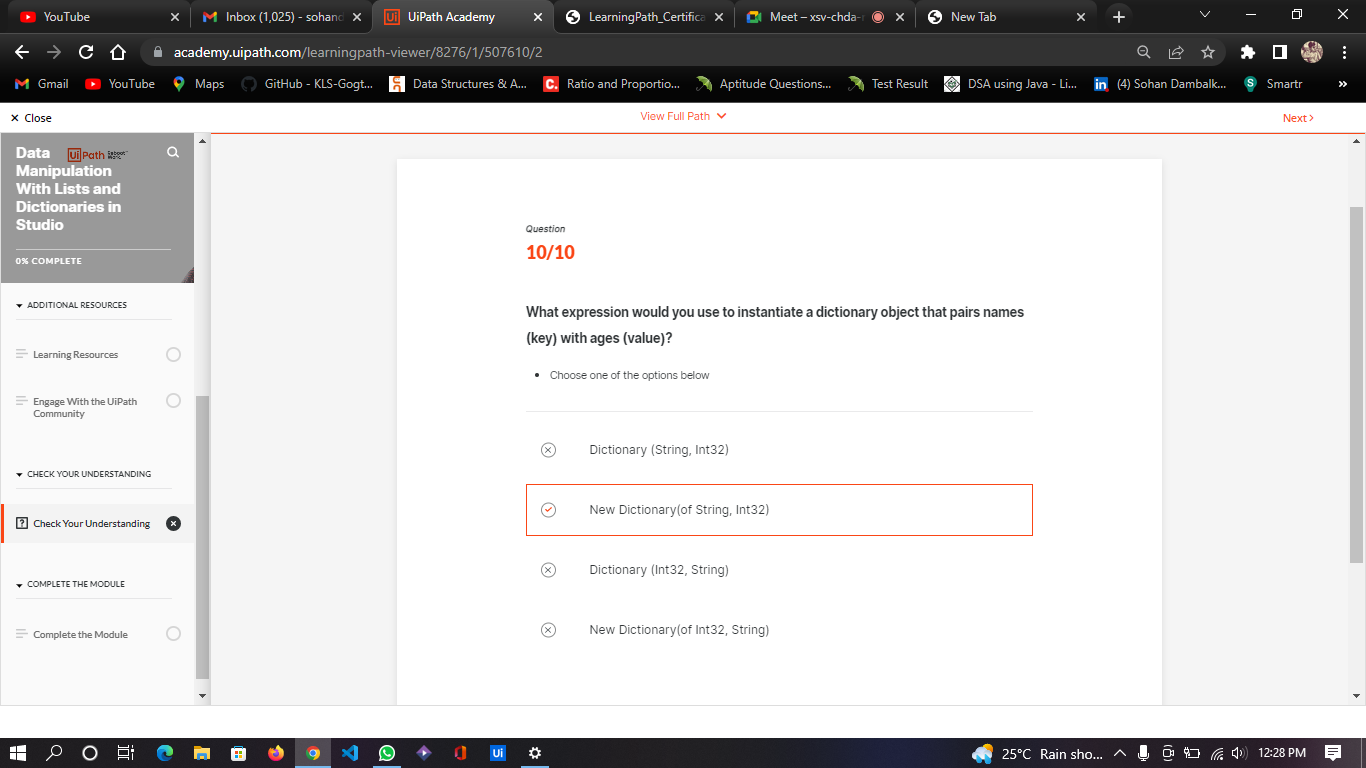 YouTube
Inbox (1,025) - sohand
UiPath Academy
LearningPath_Certifica
Meet – xsv-chda-
New Tab
academy.uipath.com/learningpath-viewer/8276/1/507610/2
Gmail
YouTube
Maps
GitHub - KLS-Gogt...
Data Structures & A...
Ratio and Proportio...
Aptitude Questions...
Test Result
DSA using Java - Li...
(4) Sohan Dambalk...
Smartr
»
× Close
View Full Path
Next
Data
Manipulation
With Lists and
Dictionaries in
Studio
Ui Path
0% COMPLETE
ADDITIONAL RESOURCES
Learning Resources
Engage With the UiPath
Community
CHECK YOUR UNDERSTANDING
Check Your Understanding
COMPLETE THE MODULE
Complete the Module
Question
10/10
What expression would you use to instantiate a dictionary object that pairs names
(key) with ages (value)?
• Choose one of the options below
Dictionary (String, Int32)
New Dictionary(of String, Int32)
Dictionary (Int32, String)
New Dictionary(of Int32, String)
25°C Rain sho...
12:28 PM